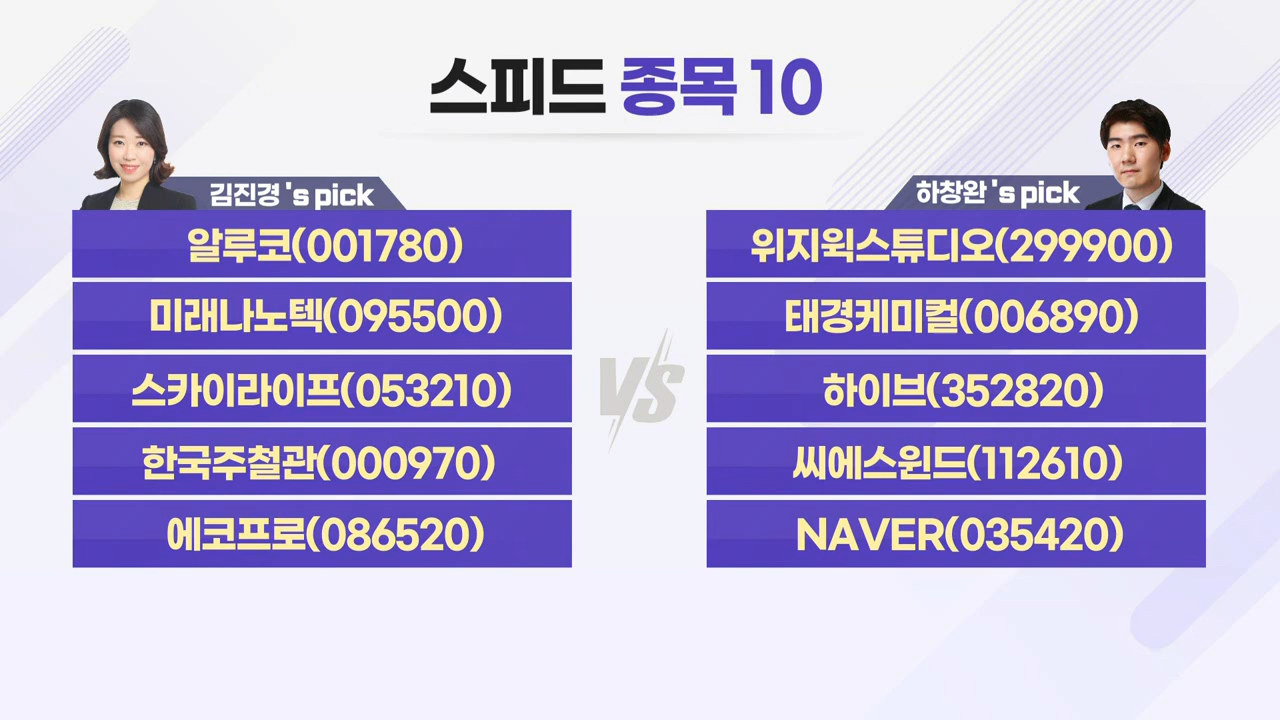 스피드 종목 10
김진경 's pick
알루코(001780)
미래나노텍(095500)
스카이라이프(053210)
한국주철관(000970)
에코프로(086520)
VS
하창완 's pick
위지윅스튜디오(299900)
태경케미컬(006890)
하이브(352820)
씨에스윈드(112610)
NAVER(035420)